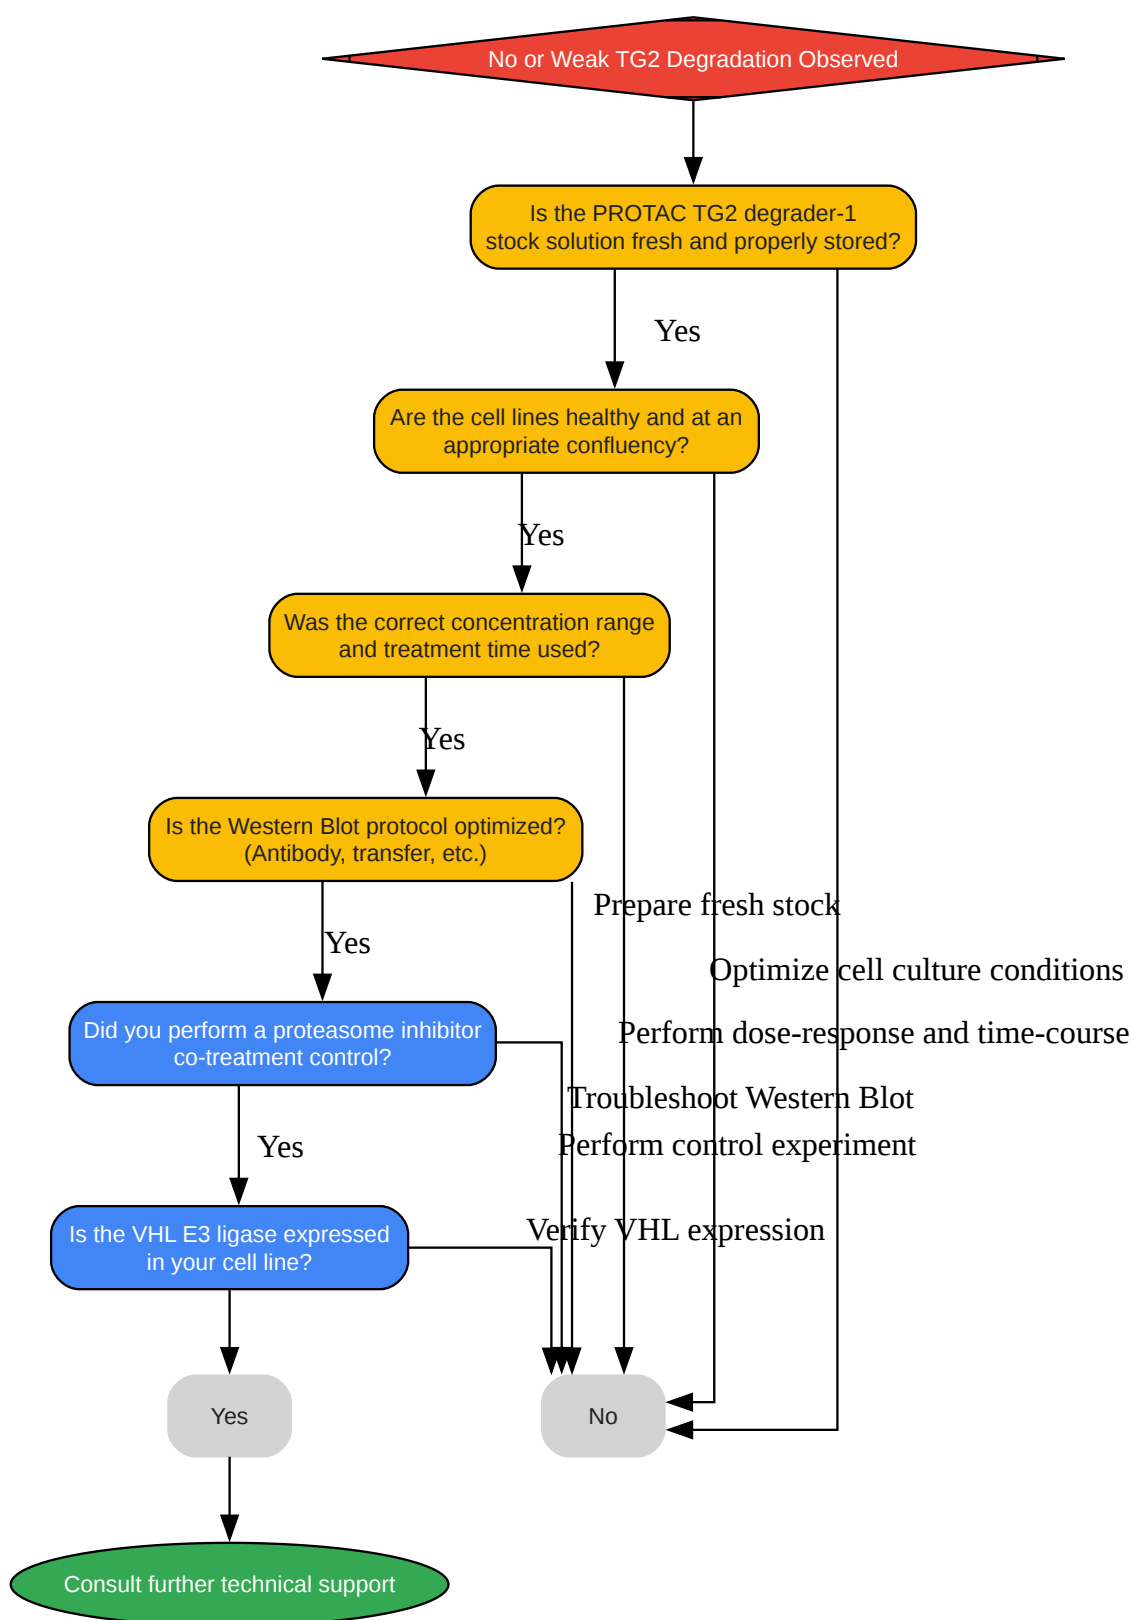 No or Weak TG2 Degradation Observed
Is the PROTAC TG2 degrader-1
stock solution fresh and properly stored?
Yes
Are the cell lines healthy and at an
appropriate confluency?
Yes
Was the correct concentration range
and treatment time used?
Yes
Is the Western Blot protocol optimized?
(Antibody, transfer, etc.)
Prepare fresh stock
Yes
Optimize cell culture conditions
Did you perform a proteasome inhibitor
co-treatment control?
Perform dose-response and time-course
Troubleshoot Western Blot
Yes
Perform control experiment
Is the VHL E3 ligase expressed
in your cell line?
Verify VHL expression
Yes
No
Consult further technical support